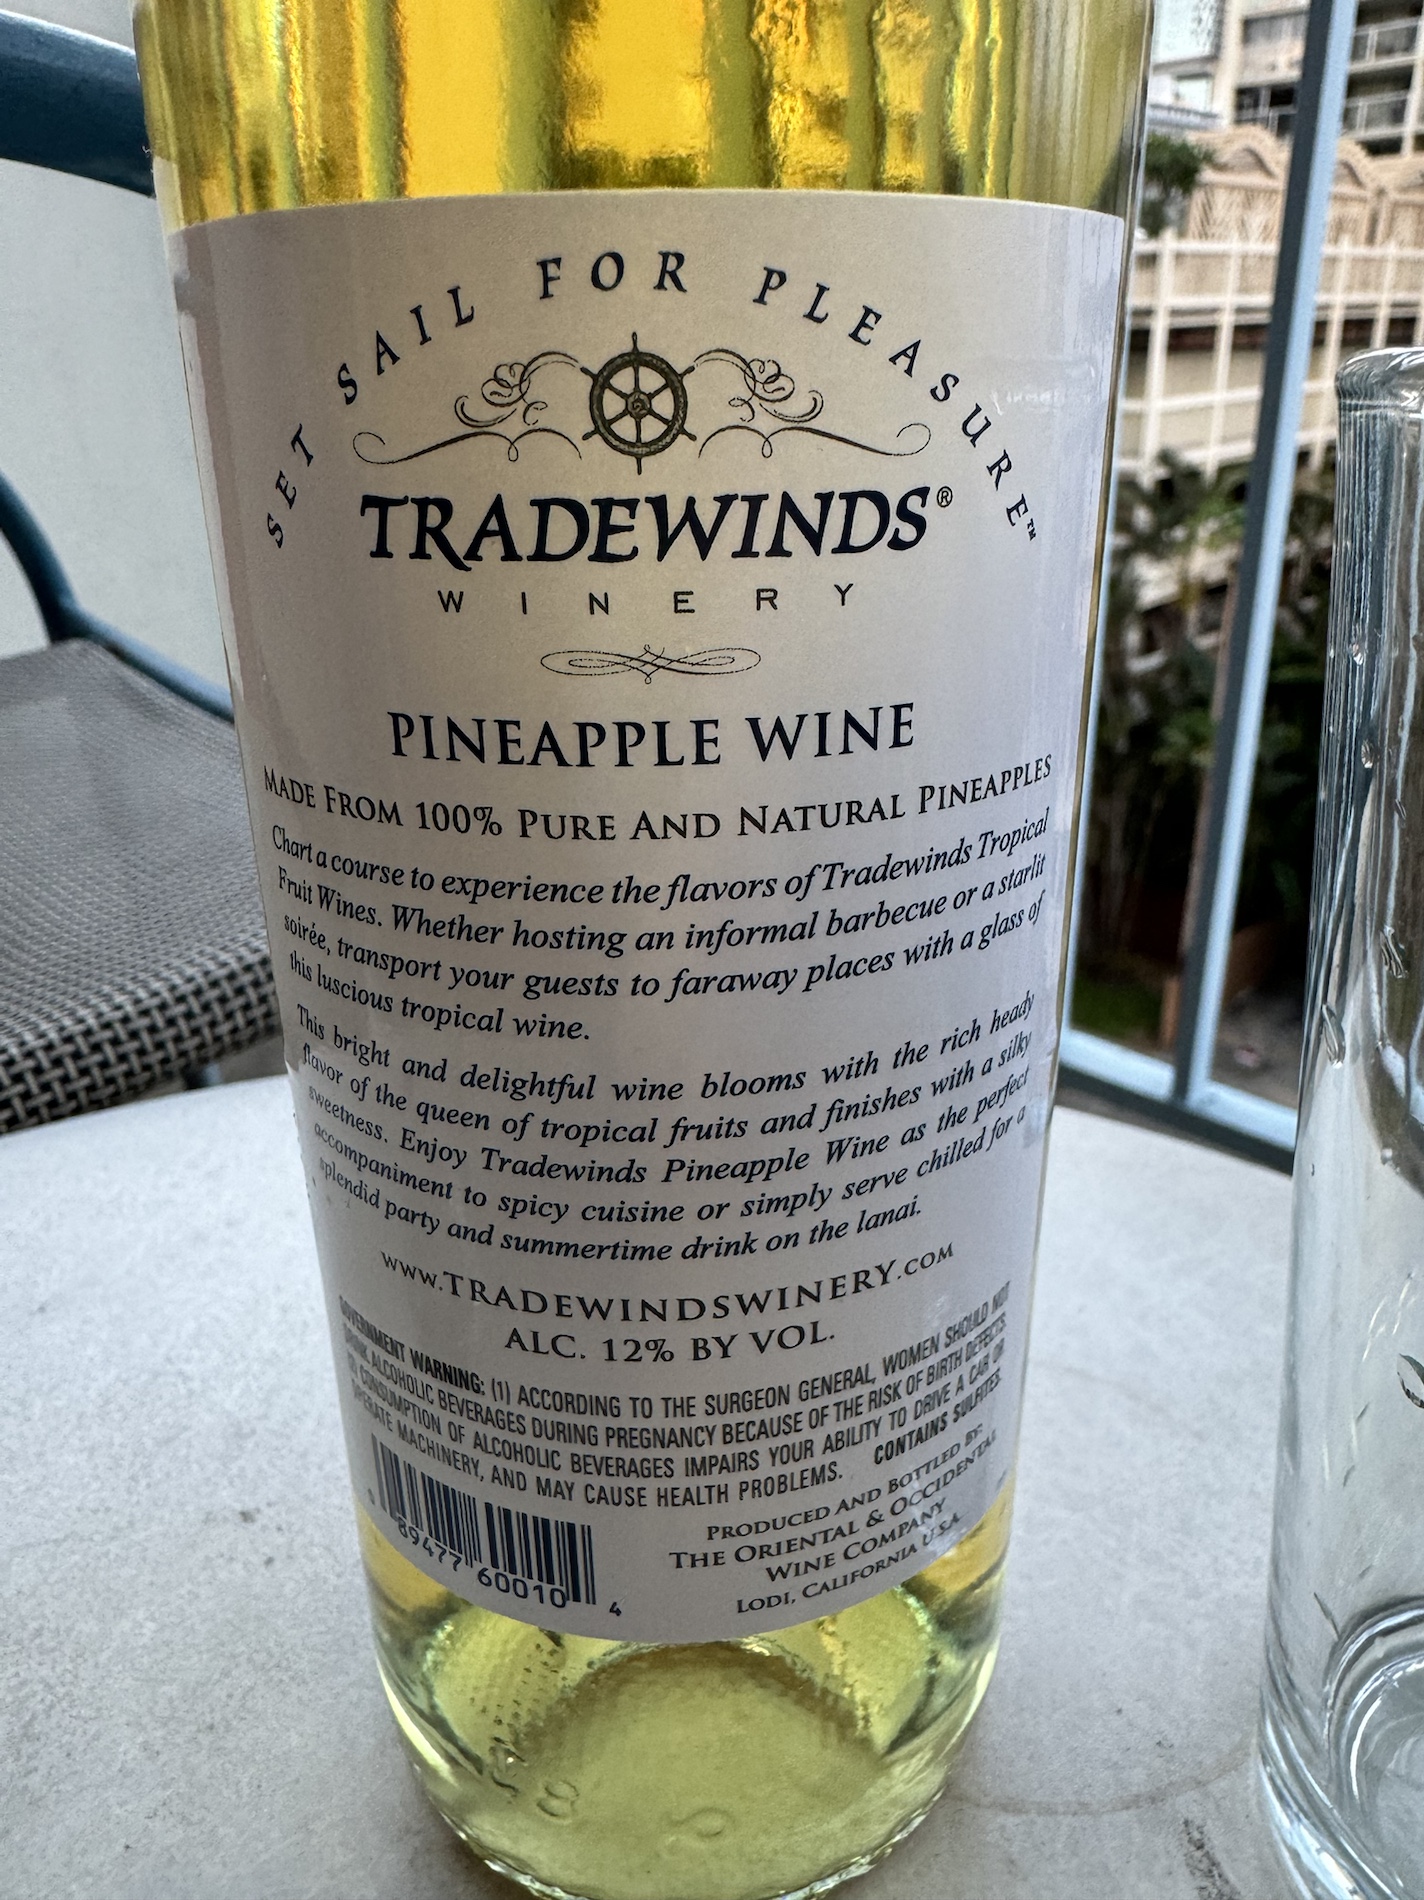 SET SAIL FOR PLEASURE™
TRADEWINDS®
WINERY
PINEAPPLE WINE
MADE FROM 100% PURE AND NATURAL PINEAPPLES
Chart a course to experience the flavors of Tradewinds Tropical
Fruit Wines. Whether hosting an informal barbecue or a starlit
soirée, transport your guests to faraway places with a glass of
this luscious tropical wine.
This bright and delightful wine blooms with the rich heady
flavor of the queen of tropical fruits and finishes with a silky
sweetness. Enjoy Tradewinds Pineapple Wine as the perfect
accompaniment to spicy cuisine or simply serve chilled for a
splendid party and summertime drink on the lanai.
WWW.TRADEWINDSWINERY.COM
ALC. 12% BY VOL.
GOVERNMENT WARNING: (1) ACCORDING TO THE SURGEON GENERAL, WOMEN SHOULD NOT
DRINK ALCOHOLIC BEVERAGES DURING PREGNANCY BECAUSE OF THE RISK OF BIRTH DEFECTS.
(2) CONSUMPTION OF ALCOHOLIC BEVERAGES IMPAIRS YOUR ABILITY TO DRIVE A CAR OR
OPERATE MACHINERY, AND MAY CAUSE HEALTH PROBLEMS. CONTAINS SULFITES.
PRODUCED AND BOTTLED BY:
THE ORIENTAL & OCCIDENTAL
WINE COMPANY
LODI, CALIFORNIA U.S.A.
89477 60010 4